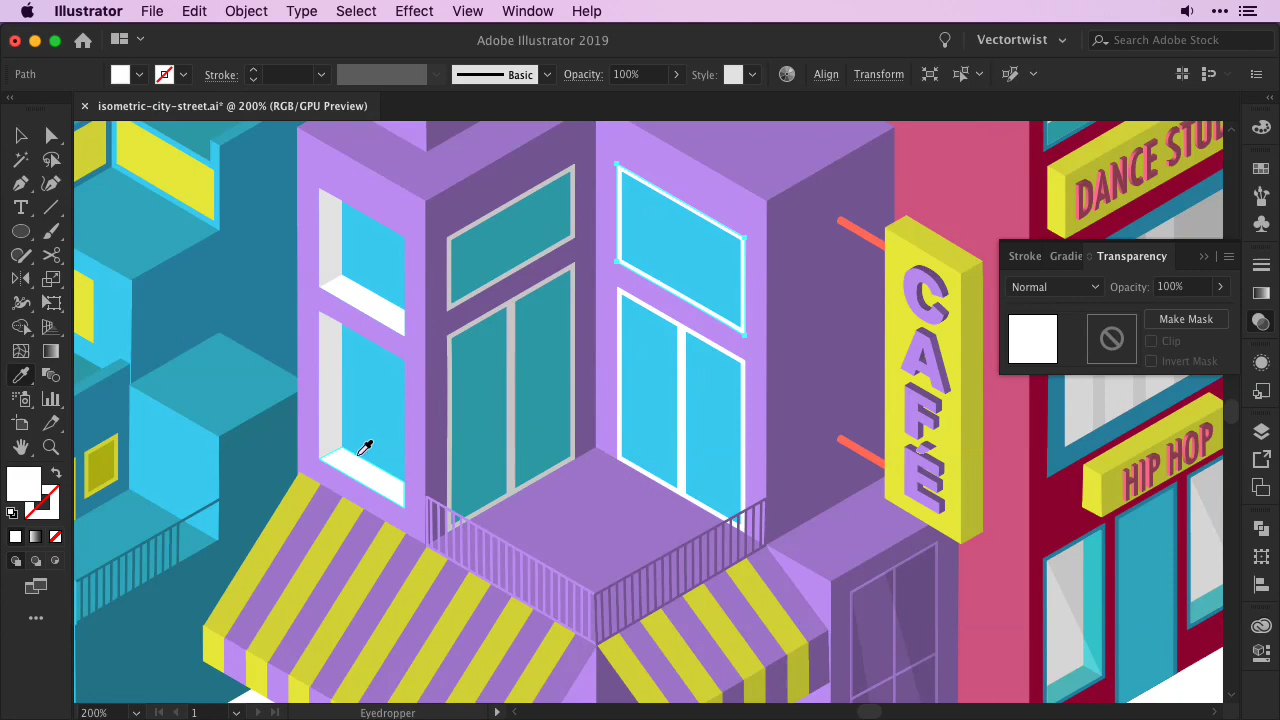 Illustrator File Edit Object Type Select Effect View Window Help
Adobe Illustrator 2019
Vectortwist
Search Adobe Stock
Path
Stroke:
Basic
Opacity: 100%
Style:
Align
Transform
× isometric-city-street.ai* @ 200% (RGB/GPU Preview)
DANCE STUD
CAFÉ
HIP HOP
Stroke Gradie Transparency
Normal
Opacity: 100%
Make Mask
Clip
Invert Mask
T
200%
1
Eyedropper